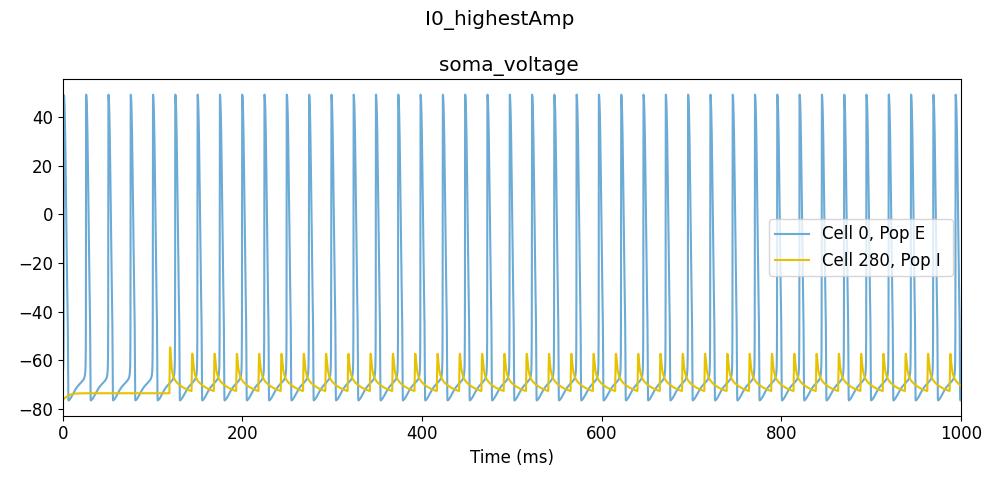 I0_highestAmp
soma_voltage
40
20
0
−20
−40
−60
−80
Cell 0, Pop E
Cell 280, Pop I
0 200 400 600 800 1000
Time (ms)